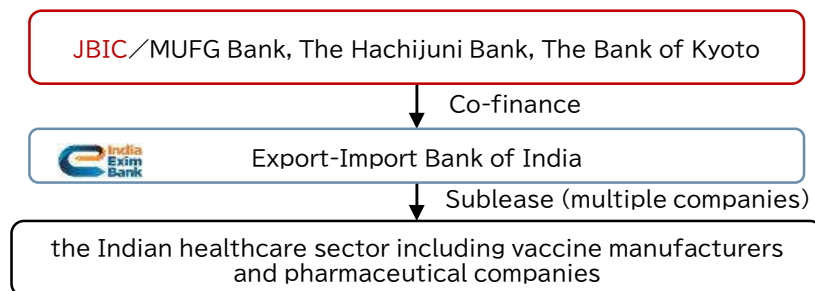 JBIC／MUFG Bank, The Hachijuni Bank, The Bank of Kyoto
Co-finance
India
Exim
Bank
Export-Import Bank of India
Sublease (multiple companies)
the Indian healthcare sector including vaccine manufacturers
and pharmaceutical companies